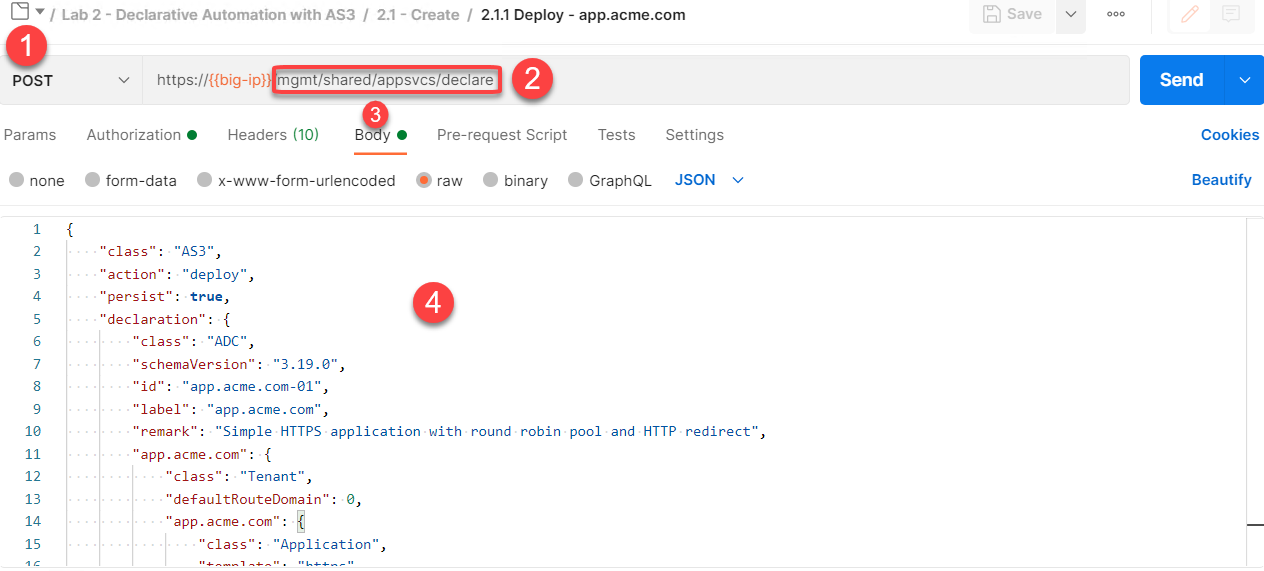 / Lab 2 - Declarative Automation with AS3 / 2.1 - Create / 2.1.1 Deploy - app.acme.com
Save
1
POST
https://{{big-ip}}/mgmt/shared/appsvcs/declare
2
Send
3
Params Authorization Headers (10) Body Pre-request Script Tests Settings Cookies
none form-data x-www-form-urlencoded raw binary GraphQL JSON Beautify
1 {
2 "class": "AS3",
3 "action": "deploy",
4 "persist": true,
4
5 "declaration": {
6 "class": "ADC",
7 "schemaVersion": "3.19.0",
8 "id": "app.acme.com-01",
9 "label": "app.acme.com",
10 "remark": "Simple HTTPS application with round robin pool and HTTP redirect",
11 "app.acme.com": {
12 "class": "Tenant",
13 "defaultRouteDomain": 0,
14 "app.acme.com": {
15 "class": "Application",
16 "template": "https"